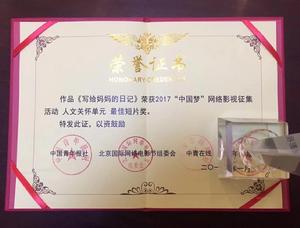 荣誉证书
HONORARY CREDENTIAL
作品《写给妈妈的日记》荣获2017“中国梦”网络影视征集
活动 人文关怀单元 最佳短片奖。
特发此证，以资鼓励
中国青年报社 北京国际网络电影节组委会 中青在线